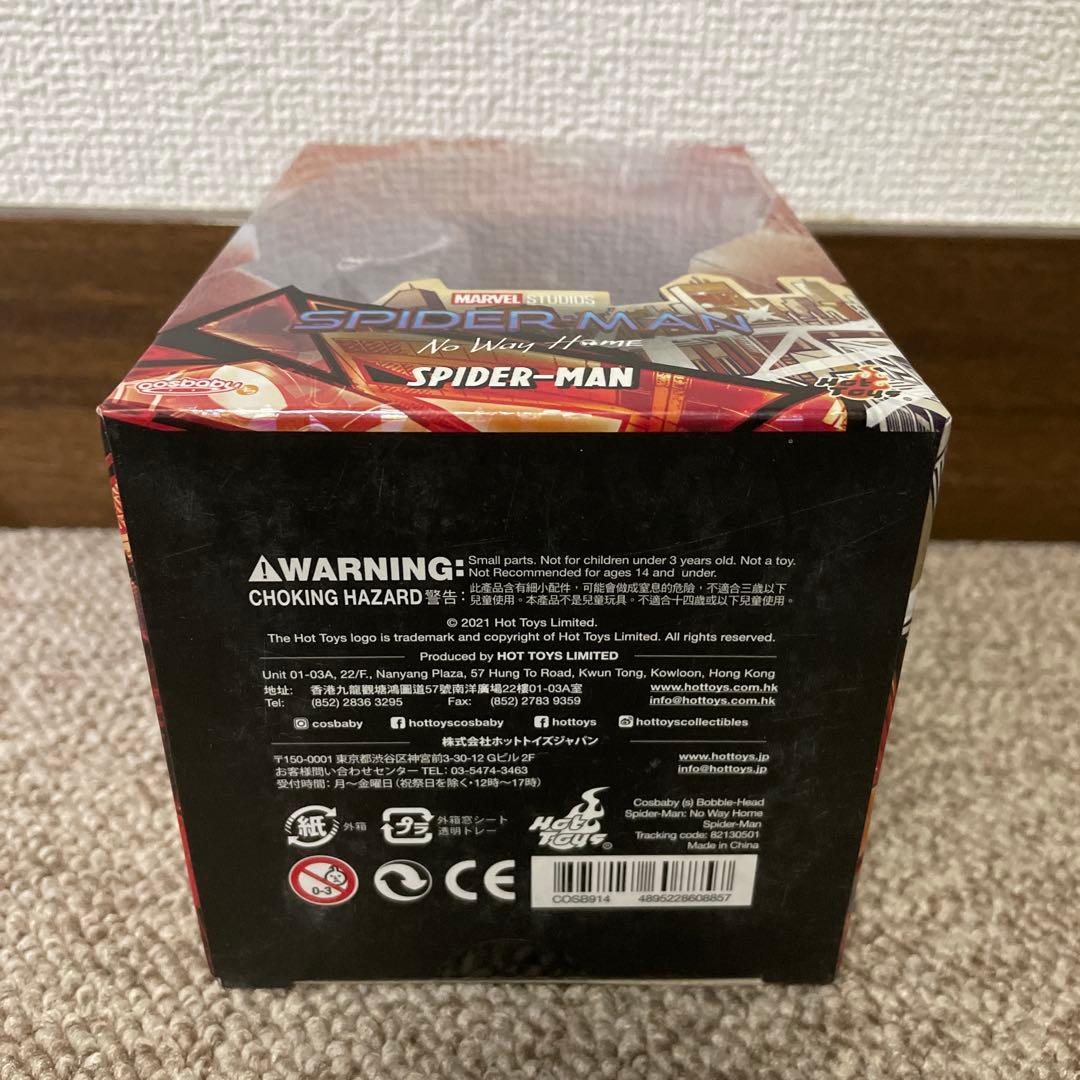 MARVEL STUDIOS
SPIDER-MAN
No Way Home
SPIDER-MAN
cosbaby
HOT TOYS
WARNING: Small parts. Not for children under 3 years old. Not a toy.
Not Recommended for ages 14 and under.
CHOKING HAZARD 警告: 此產品含有細小配件，可能會做成窒息的危險，不適合三歲以下
兒童使用。本產品不是兒童玩具。不適合十四歲或以下兒童使用。
© 2021 Hot Toys Limited.
The Hot Toys logo is trademark and copyright of Hot Toys Limited. All rights reserved.
Produced by HOT TOYS LIMITED
Unit 01-03A, 22/F., Nanyang Plaza, 57 Hung To Road, Kwun Tong, Kowloon, Hong Kong
地址: 香港九龍觀塘鴻圖道57號南洋廣場22樓01-03A室 www.hottoys.com.hk
Tel: (852) 2836 3295 Fax: (852) 2783 9359 info@hottoys.com.hk
cosbaby hottoyscosbaby hottoys hottoyscollectibles
株式会社ホットトイズジャパン
〒150-0001 東京都渋谷区神宮前3-30-12 Gビル 2F www.hottoys.jp
お客様問い合わせセンター TEL: 03-5474-3463 info@hottoys.jp
受付時間: 月〜金曜日（祝祭日を除く・12時〜17時）
紙 外箱
プラ 外箱窓シート
透明トレー
Hot Toys
Cosbaby (s) Bobble-Head
Spider-Man: No Way Home
Spider-Man
Tracking code: 82130501
Made in China
0-3
CE
COSB914 4895228608857